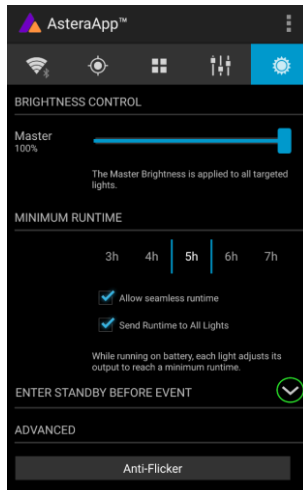 AsteraApp™
BRIGHTNESS CONTROL
Master
100%
The Master Brightness is applied to all targeted
lights.
MINIMUM RUNTIME
3h 4h 5h 6h 7h
Allow seamless runtime
Send Runtime to All Lights
While running on battery, each light adjusts its
output to reach a minimum runtime.
ENTER STANDBY BEFORE EVENT
ADVANCED
Anti-Flicker